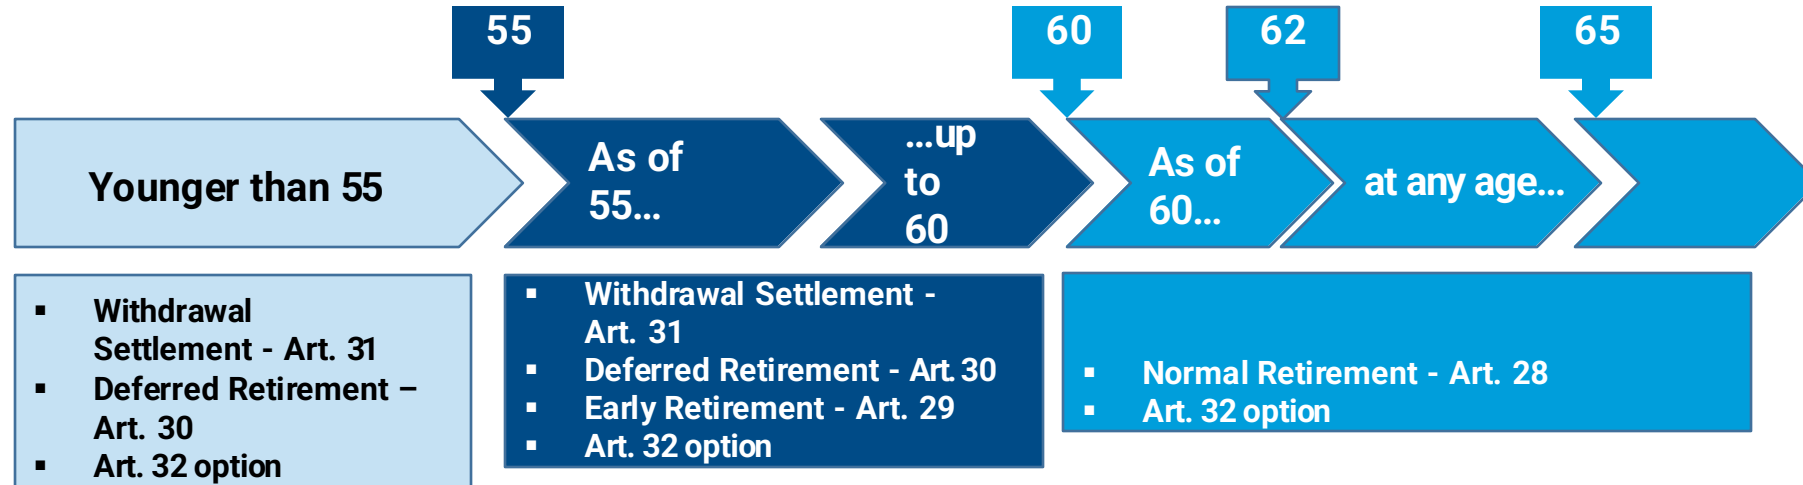 55
60
62
65
Younger than 55
As of
55...
...up
to
60
As of
60...
at any age...
▪ Withdrawal
Settlement - Art. 31
▪ Deferred Retirement –
Art. 30
▪ Art. 32 option
▪ Withdrawal Settlement -
Art. 31
▪ Deferred Retirement - Art. 30
▪ Early Retirement - Art. 29
▪ Art. 32 option
▪ Normal Retirement - Art. 28
▪ Art. 32 option